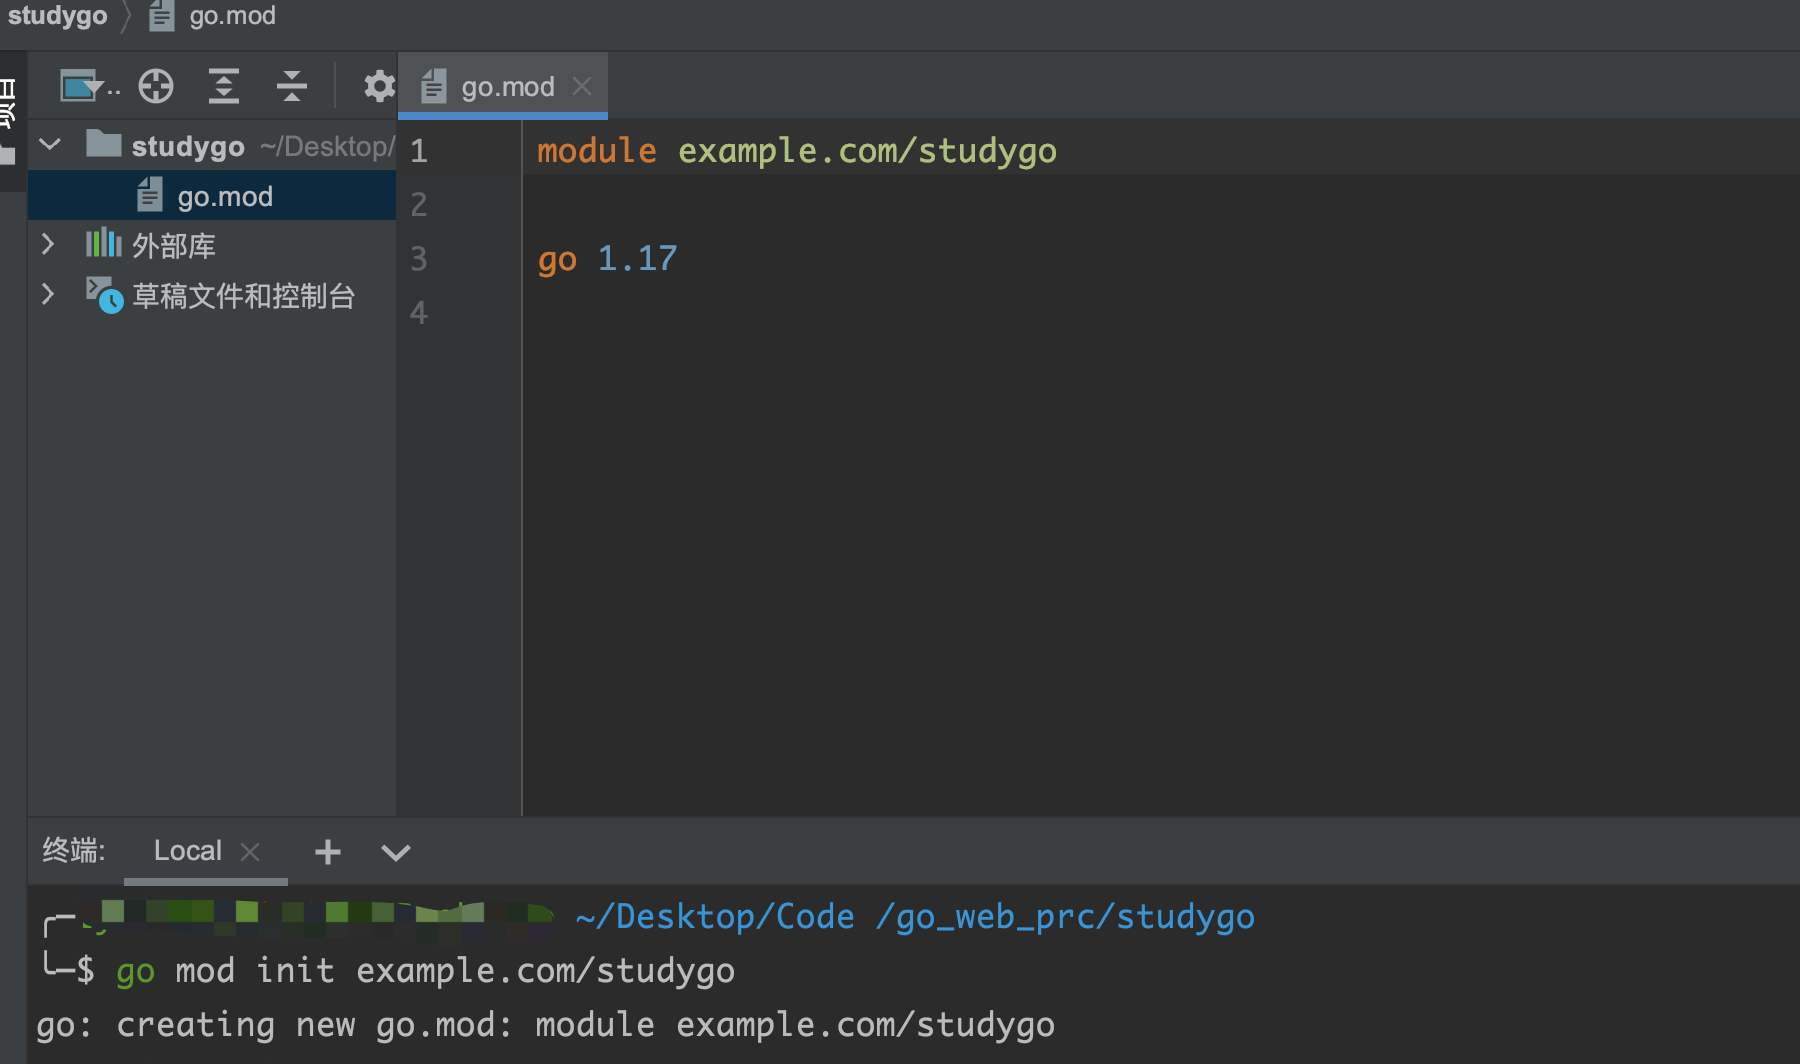 studygo go.mod
项目
go.mod
studygo ~/Desktop/
go.mod
外部库
草稿文件和控制台
1 module example.com/studygo
2
3 go 1.17
4
终端: Local
~/Desktop/Code /go_web_prc/studygo
$ go mod init example.com/studygo
go: creating new go.mod: module example.com/studygo